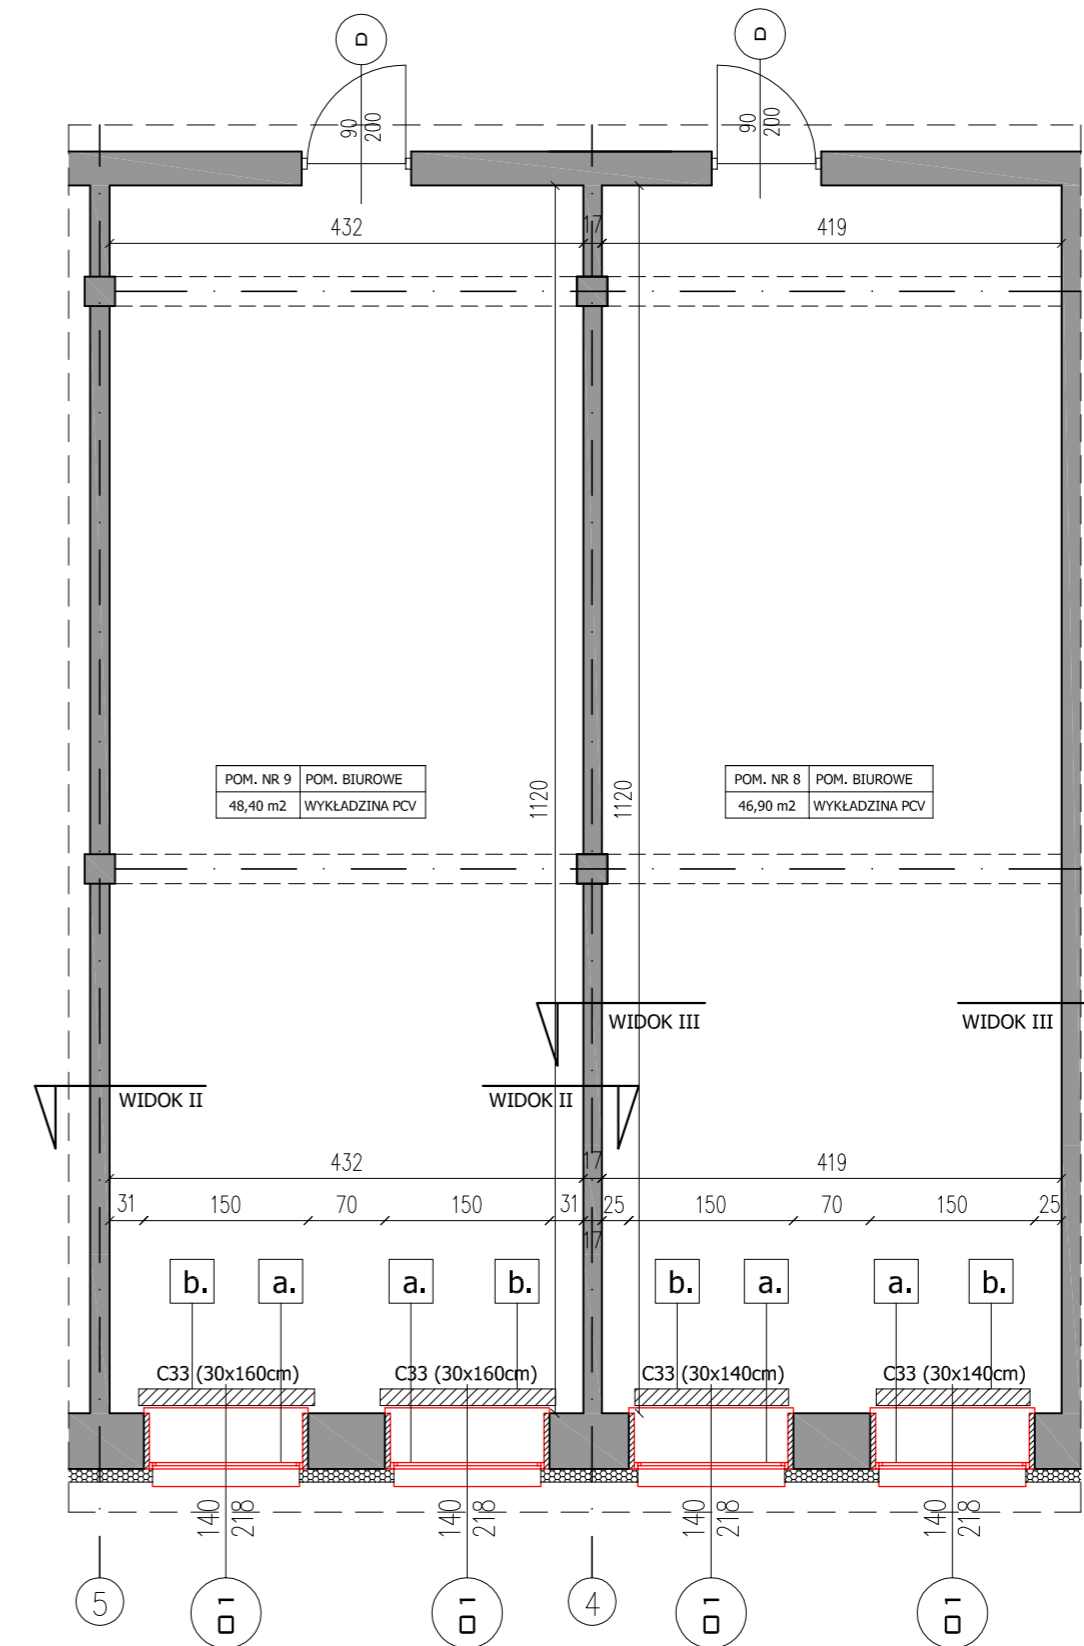 D D
90 200 90 200
432 17 419
POM. NR 9 POM. BIUROWE
48,40 m2 WYKŁADZINA PCV
1120
1120
POM. NR 8 POM. BIUROWE
46,90 m2 WYKŁADZINA PCV
WIDOK III WIDOK III
WIDOK II WIDOK II
432 17 419
31 150 70 150 31 25 150 70 150 25
17
b. a. a. b. b. a. a. b.
C33 (30x160cm) C33 (30x160cm) C33 (30x140cm) C33 (30x140cm)
140 218 140 218 140 218 140 218
5 O1 O1 4 O1 O1